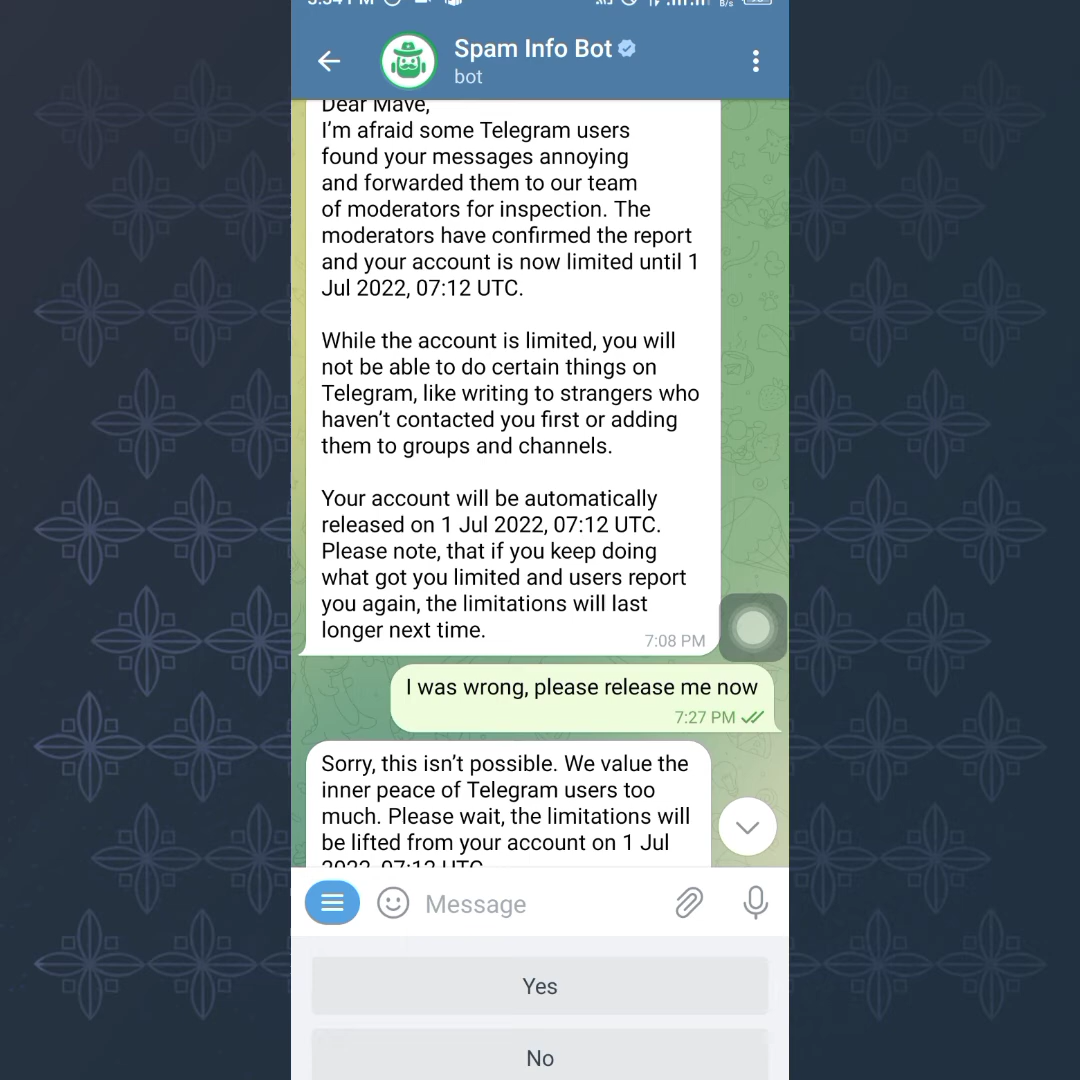 3:34 PM
B/s
Spam Info Bot
bot
Dear Mave,
I'm afraid some Telegram users
found your messages annoying
and forwarded them to our team
of moderators for inspection. The
moderators have confirmed the report
and your account is now limited until 1
Jul 2022, 07:12 UTC.
While the account is limited, you will
not be able to do certain things on
Telegram, like writing to strangers who
haven't contacted you first or adding
them to groups and channels.
Your account will be automatically
released on 1 Jul 2022, 07:12 UTC.
Please note, that if you keep doing
what got you limited and users report
you again, the limitations will last
longer next time.
7:08 PM
I was wrong, please release me now
7:27 PM
Sorry, this isn't possible. We value the
inner peace of Telegram users too
much. Please wait, the limitations will
be lifted from your account on 1 Jul
2022, 07:12 UTC
Message
Yes
No